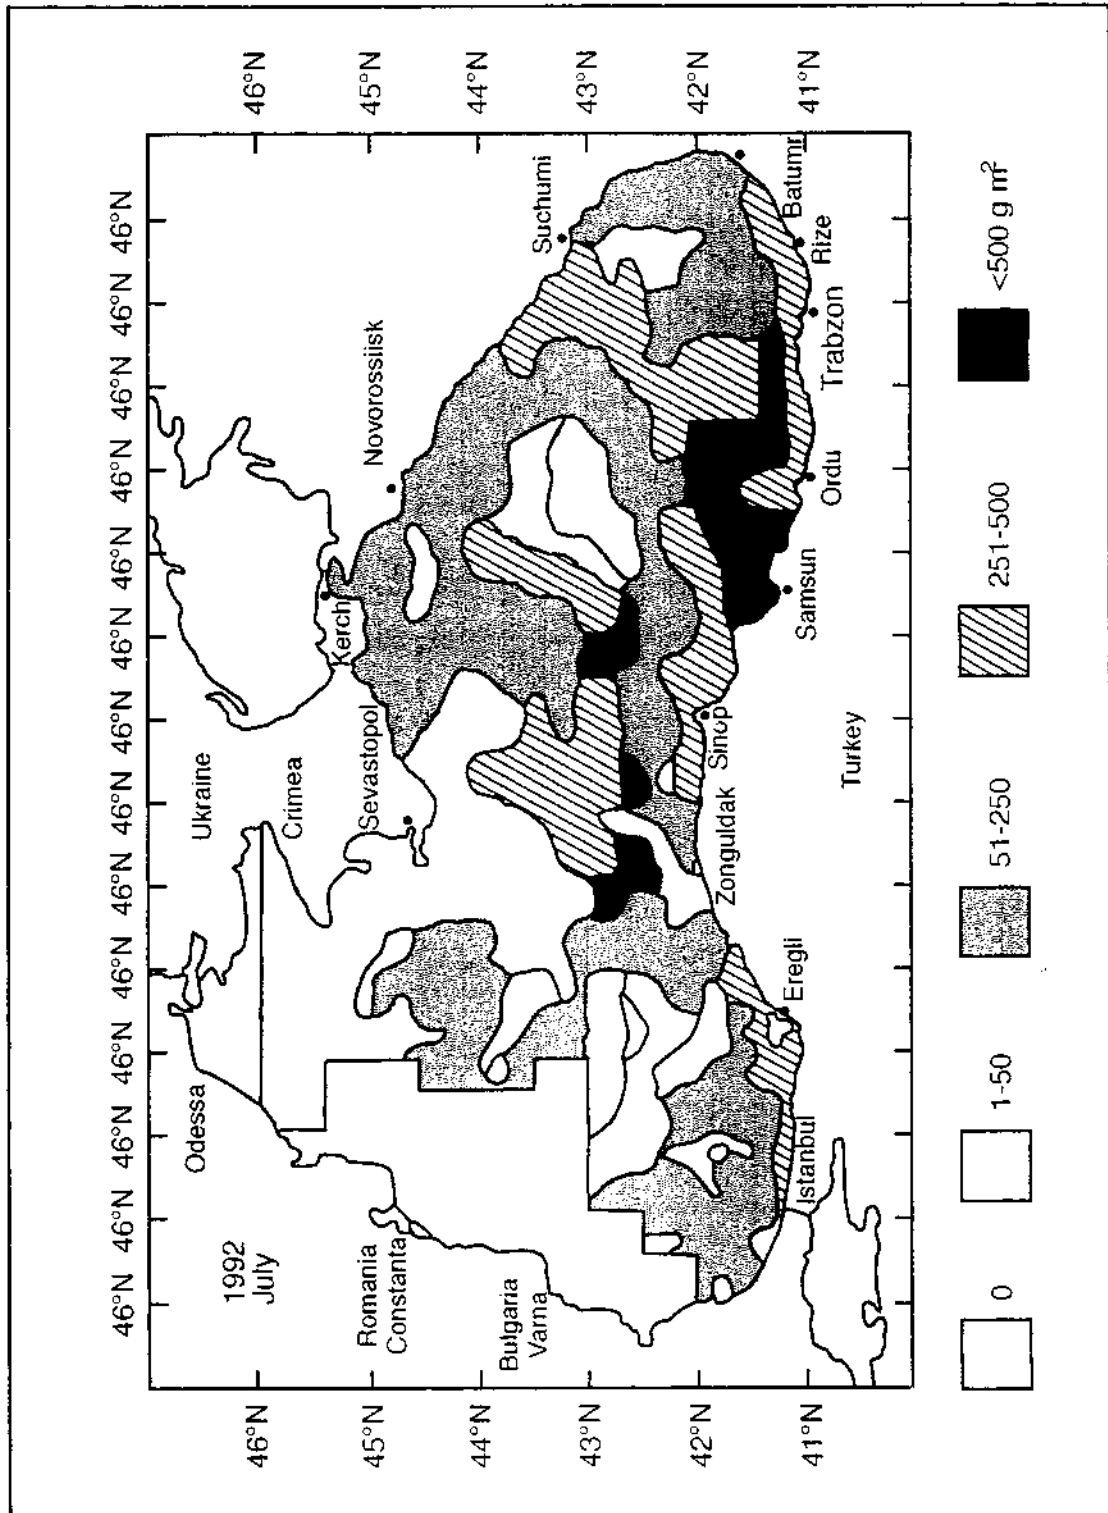 46°N 46°N 46°N 46°N 46°N 46°N 46°N 46°N 46°N 46°N 46°N 46°N 46°N 46°N
1992
July
Odessa
Ukraine
Crimea
46°N 46°N
Romania
Constanta
Sevastopol
Kerch
Novorossiisk
45°N 45°N
Bulgaria
Varna
44°N 44°N
Suchumi
43°N 43°N
42°N 42°N
Zonguldak
Sinop
Istanbul
Eregli
Samsun
Ordu
Trabzon
Rize
Batumr
41°N 41°N
Turkey
0 1-50 51-250 251-500 <500 g m²